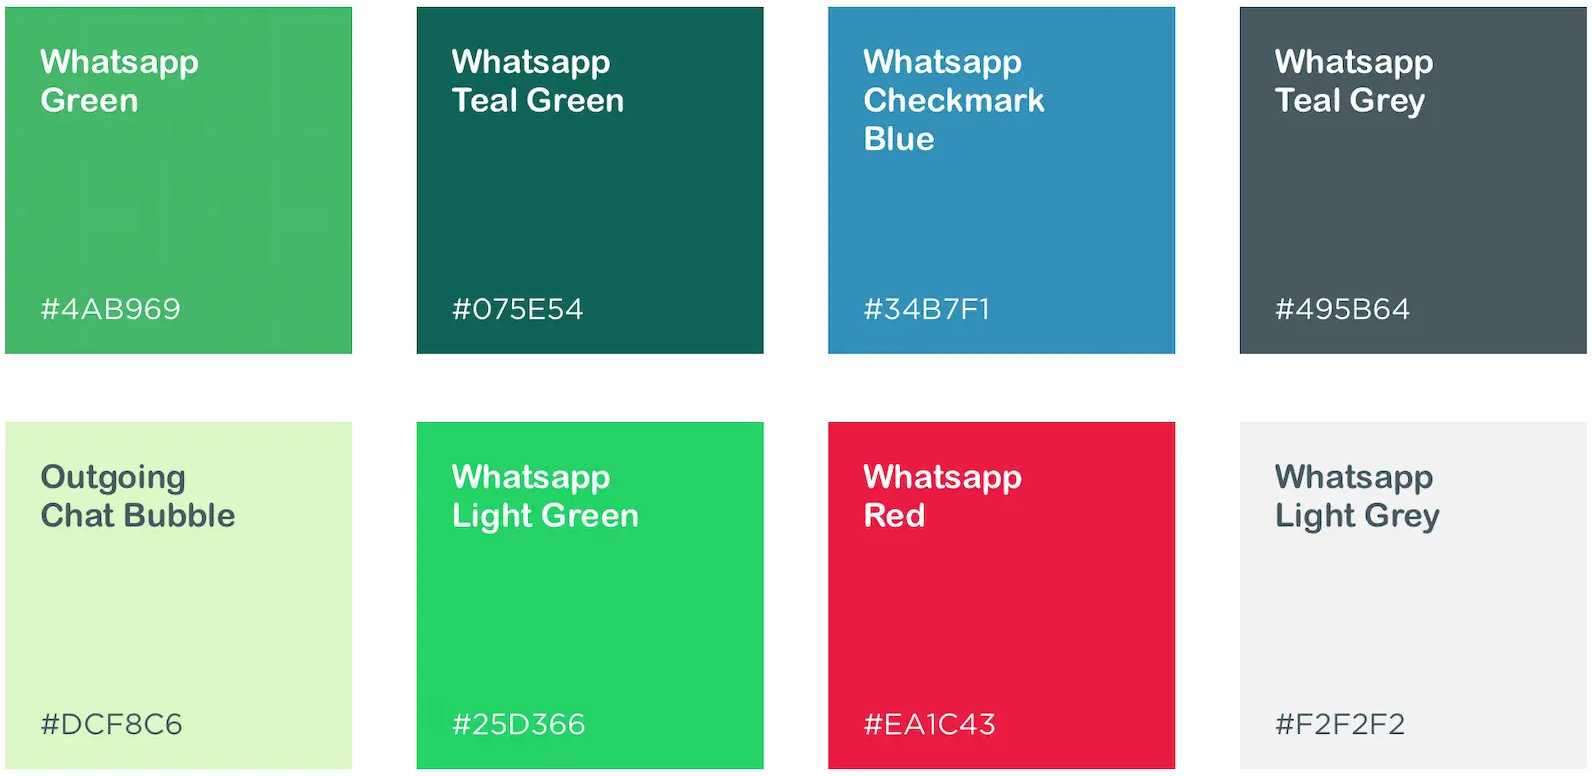 Whatsapp
Green
#4AB969
Whatsapp
Teal Green
#075E54
Whatsapp
Checkmark
Blue
#34B7F1
Whatsapp
Teal Grey
#495B64
Outgoing
Chat Bubble
#DCF8C6
Whatsapp
Light Green
#25D366
Whatsapp
Red
#EA1C43
Whatsapp
Light Grey
#F2F2F2